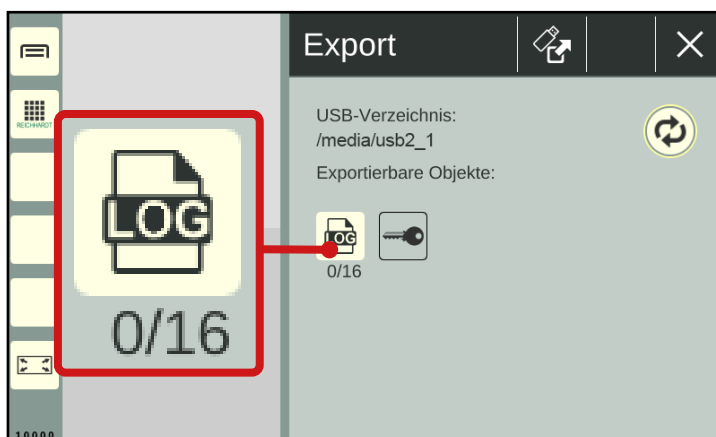 Export
REICHHARDT
USB-Verzeichnis:
/media/usb2_1
Exportierbare Objekte:
LOG
0/16
LOG
0/16